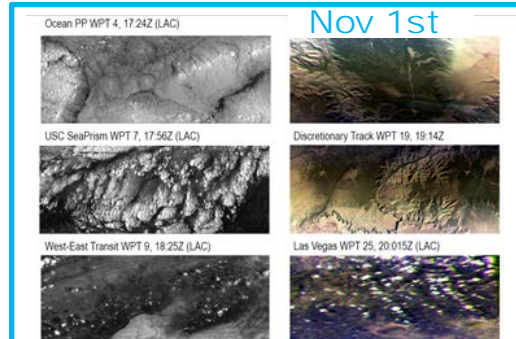 Ocean PP WPT 4, 17:24Z (LAC)
Nov 1st
USC SeaPrism WPT 7, 17:56Z (LAC)
Discretionary Track WPT 19, 19:14Z
West-East Transit WPT 9, 18:25Z (LAC)
Las Vegas WPT 25, 20:015Z (LAC)